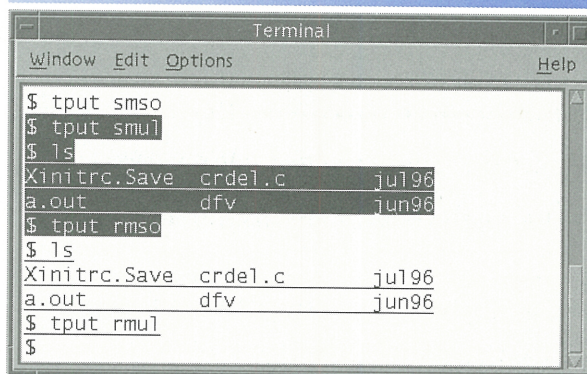 Terminal
Window Edit Options Help
$ tput smso
$ tput smul
$ ls
Xinitrc.Save crdel.c jul96
a.out dfv jun96
$ tput rmso
$ ls
Xinitrc.Save crdel.c jul96
a.out dfv jun96
$ tput rmul
$